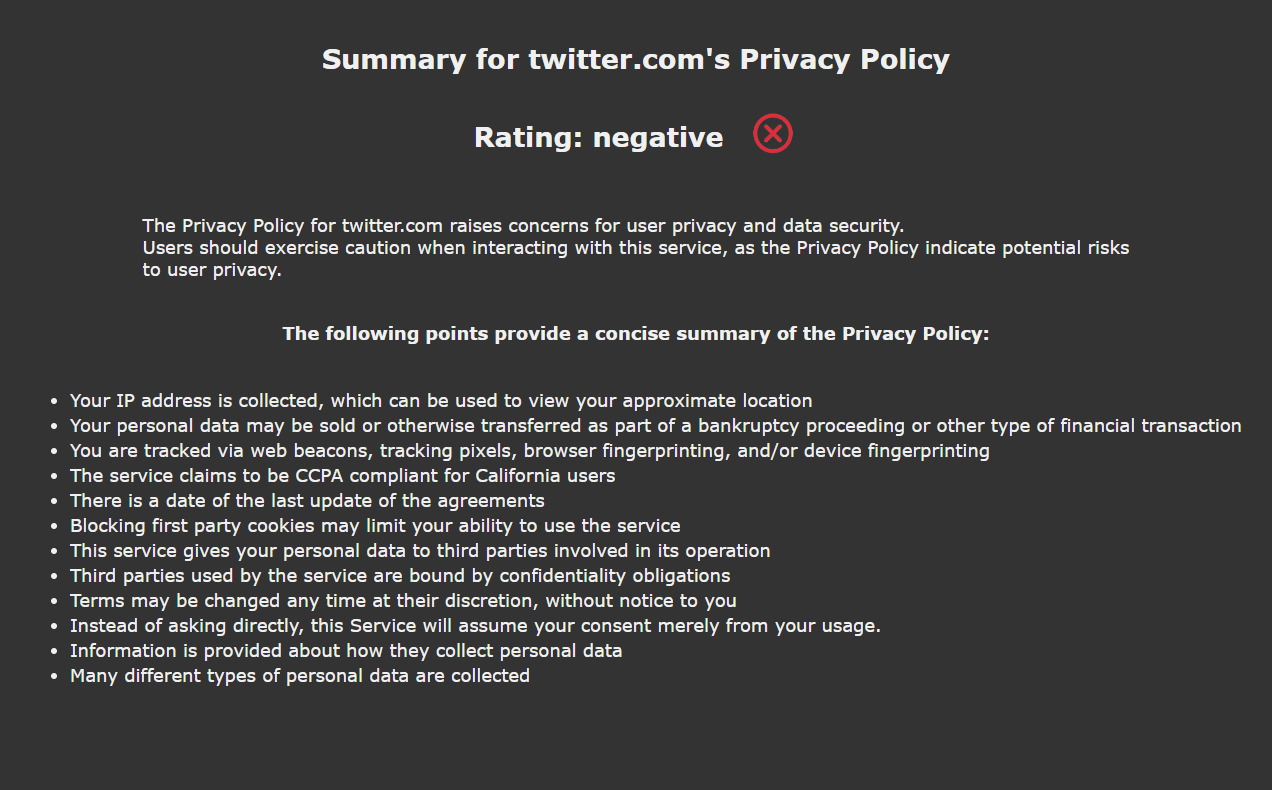 Summary for twitter.com's Privacy Policy
Rating: negative
The Privacy Policy for twitter.com raises concerns for user privacy and data security.
Users should exercise caution when interacting with this service, as the Privacy Policy indicate potential risks
to user privacy.
The following points provide a concise summary of the Privacy Policy:
• Your IP address is collected, which can be used to view your approximate location
• Your personal data may be sold or otherwise transferred as part of a bankruptcy proceeding or other type of financial transaction
• You are tracked via web beacons, tracking pixels, browser fingerprinting, and/or device fingerprinting
• The service claims to be CCPA compliant for California users
• There is a date of the last update of the agreements
• Blocking first party cookies may limit your ability to use the service
• This service gives your personal data to third parties involved in its operation
• Third parties used by the service are bound by confidentiality obligations
• Terms may be changed any time at their discretion, without notice to you
• Instead of asking directly, this Service will assume your consent merely from your usage.
• Information is provided about how they collect personal data
• Many different types of personal data are collected